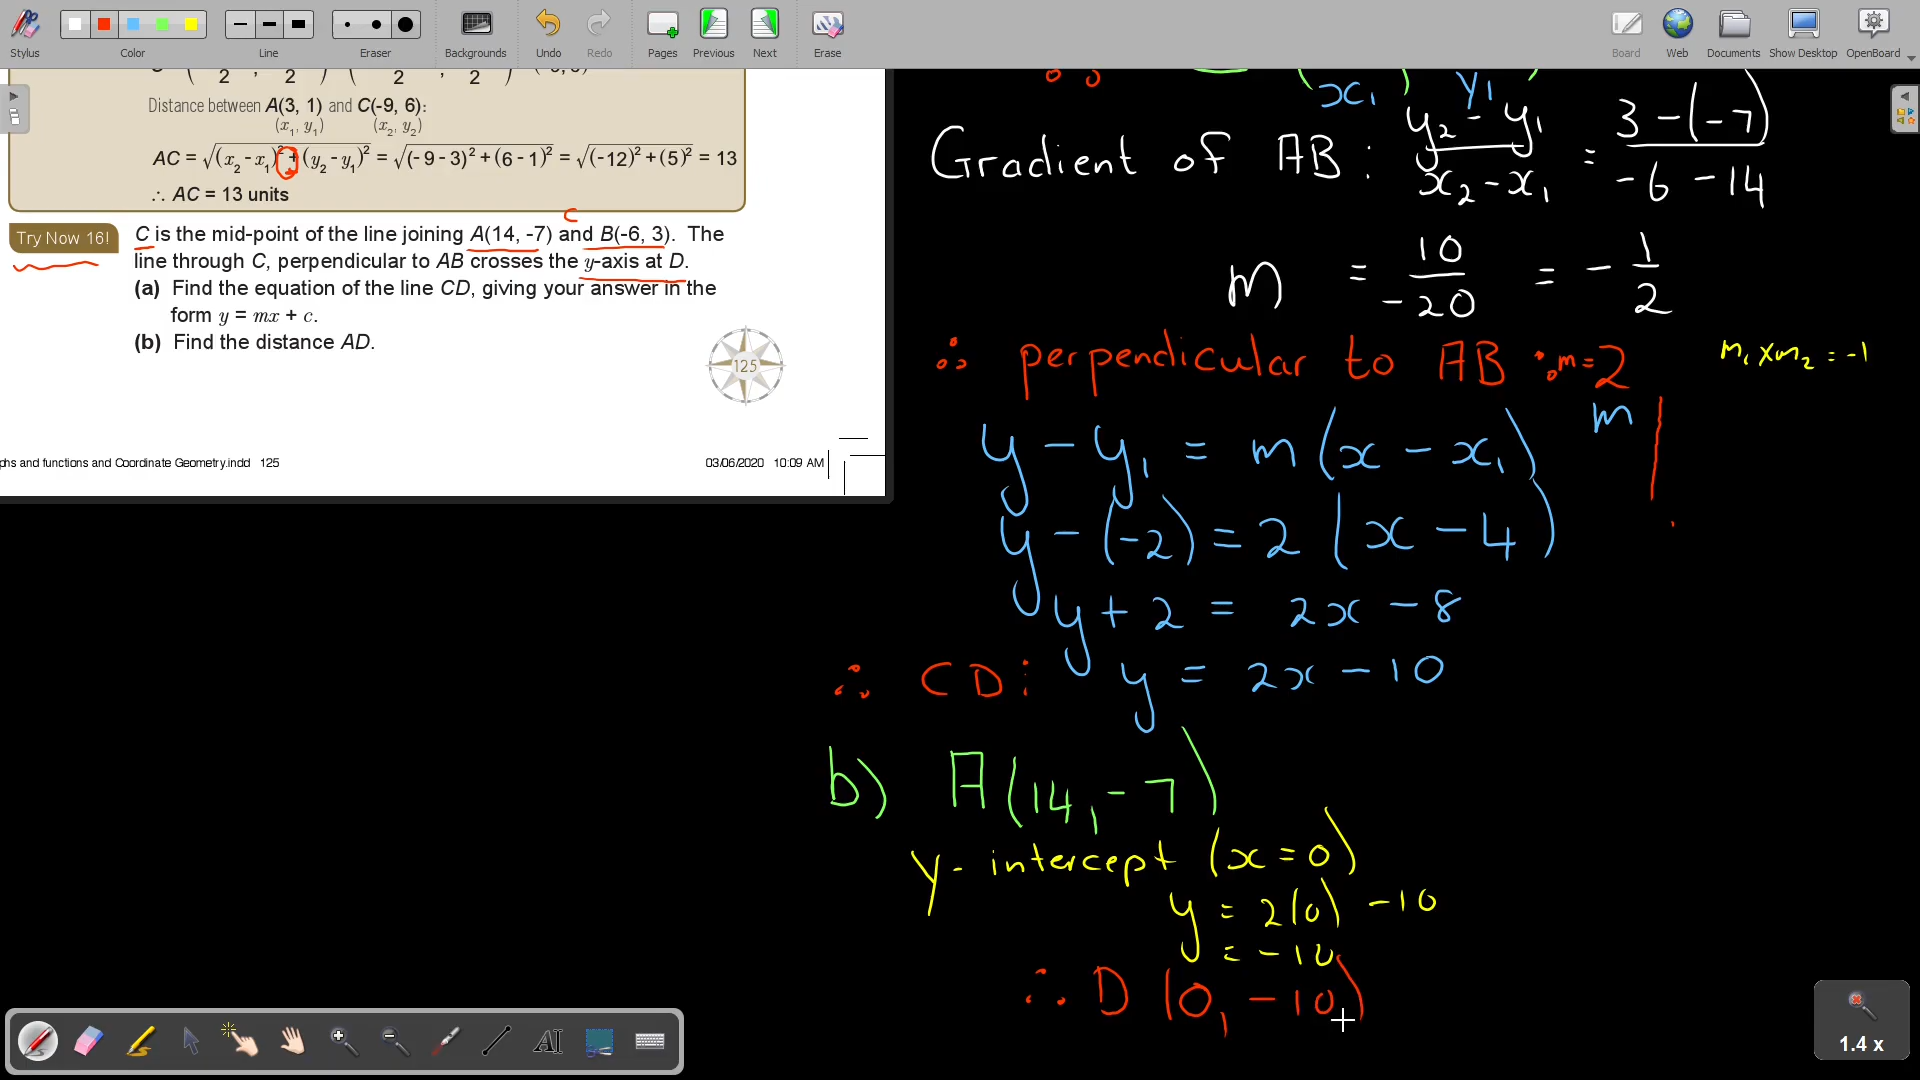 Stylus Color Line Eraser Backgrounds Undo Redo Pages Previous Next Erase Board Web Documents Show Desktop OpenBoard
Distance between A(3, 1) and C(-9, 6):
(x₁, y₁) (x₂, y₂)
AC = √(x₂ - x₁)² + (y₂ - y₁)² = √(- 9 - 3)² + (6 - 1)² = √(-12)² + (5)² = 13
∴ AC = 13 units
C
Try Now 16!
C is the mid-point of the line joining A(14, -7) and B(-6, 3). The
line through C, perpendicular to AB crosses the y-axis at D.
(a) Find the equation of the line CD, giving your answer in the
form y = mx + c.
(b) Find the distance AD.
125
phs and functions and Coordinate Geometry.indd 125
03/06/2020 10:09 AM
x₁ y₁
Gradient of AB : y₂ - y₁ / x₂ - x₁ = 3 - (-7) / -6 - 14
m = 10 / -20 = - 1/2
∴ perpendicular to AB ∴ m = 2
m₁ x m₂ = -1
m
y - y₁ = m (x - x₁)
y - (-2) = 2 (x - 4)
y + 2 = 2x - 8
∴ CD: y = 2x - 10
b) A(14, -7)
y-intercept (x = 0)
y = 2(0) - 10
= -10
∴ D (0, -10)
1.4 x